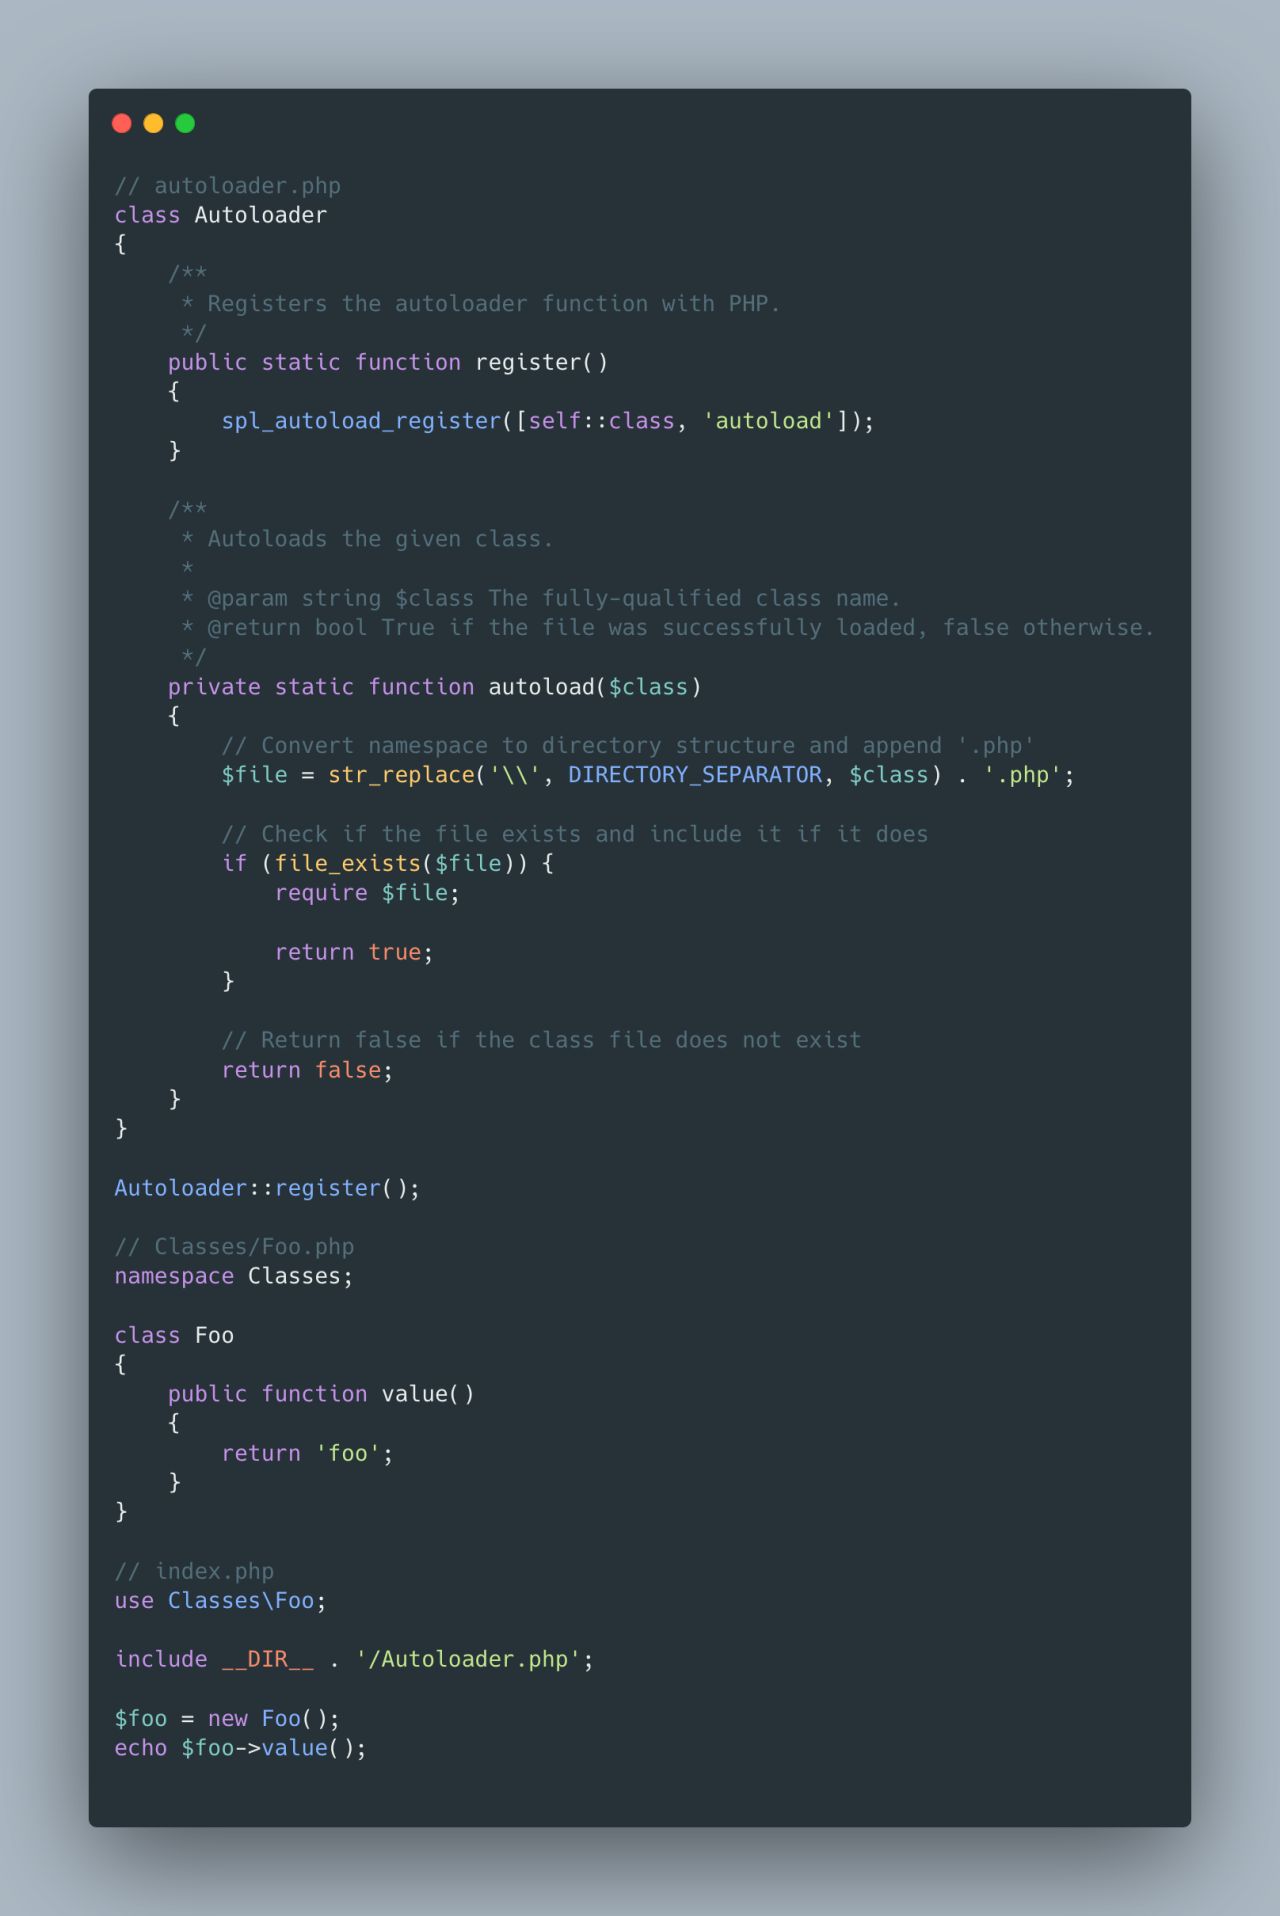 // autoloader.php
class Autoloader
{
    /**
     * Registers the autoloader function with PHP.
     */
    public static function register()
    {
        spl_autoload_register([self::class, 'autoload']);
    }

    /**
     * Autoloads the given class.
     *
     * @param string $class The fully-qualified class name.
     * @return bool True if the file was successfully loaded, false otherwise.
     */
    private static function autoload($class)
    {
        // Convert namespace to directory structure and append '.php'
        $file = str_replace('\\', DIRECTORY_SEPARATOR, $class) . '.php';

        // Check if the file exists and include it if it does
        if (file_exists($file)) {
            require $file;

            return true;
        }

        // Return false if the class file does not exist
        return false;
    }
}

Autoloader::register();

// Classes/Foo.php
namespace Classes;

class Foo
{
    public function value()
    {
        return 'foo';
    }
}

// index.php
use Classes\Foo;

include __DIR__ . '/Autoloader.php';

$foo = new Foo();
echo $foo->value();